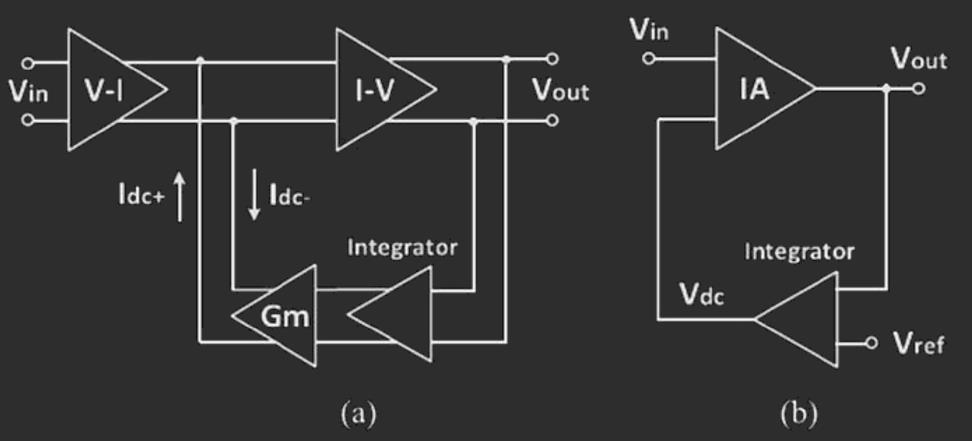 Vin
V-I
I-V
Vout
Idc+
Idc-
Integrator
Gm
(a)
Vin
IA
Vout
Integrator
Vdc
Vref
(b)